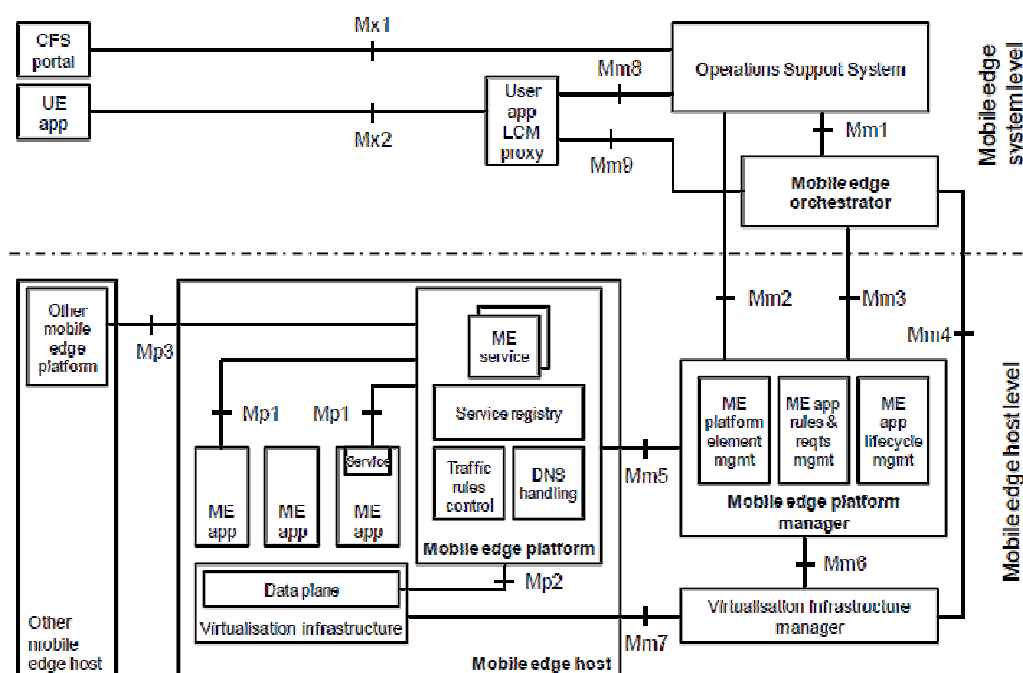 CFS
portal
Mx1
UE
app
Mx2
User
app
LCM
proxy
Mm8
Mm9
Operations Support System
Mm1
Mobile edge
orchestrator
Mobile edge
system level
Mm2
Mm3
Mm4
Other
mobile
edge
platform
Mp3
ME
service
Mp1
Mp1
Service registry
Service
ME
app
ME
app
ME
app
Traffic
rules
control
DNS
handling
Mobile edge platform
Mm5
ME
platform
element
mgmt
ME app
rules &
reqts
mgmt
ME
app
lifecycle
mgmt
Mobile edge platform
manager
Mobile edge host level
Mp2
Mm6
Data plane
Virtualisation infrastructure
Mm7
Virtualisation Infrastructure
manager
Other
mobile
edge host
Mobile edge host